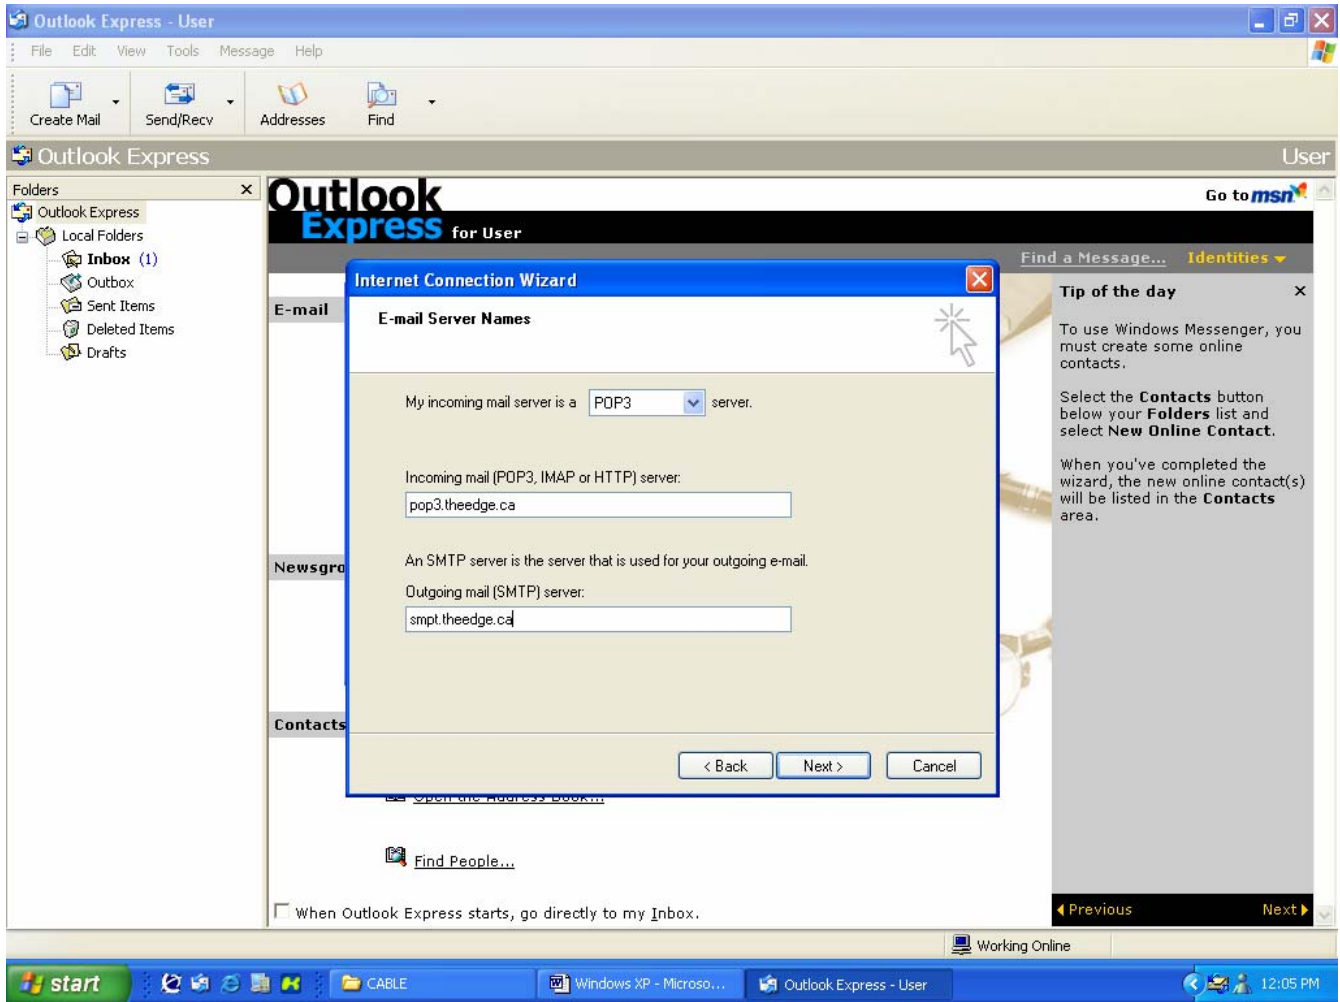 Outlook Express - User
File Edit View Tools Message Help
Create Mail Send/Recv Addresses Find
Outlook Express User
Folders x
Outlook Express
Local Folders
Inbox (1)
Outbox
Sent Items
Deleted Items
Drafts
Outlook
Express for User
Go to msn
Find a Message... Identities
E-mail
Newsgro
Contacts
Internet Connection Wizard
E-mail Server Names
My incoming mail server is a POP3 server.
Incoming mail (POP3, IMAP or HTTP) server:
pop3.theedge.ca
An SMTP server is the server that is used for your outgoing e-mail.
Outgoing mail (SMTP) server:
smpt.theedge.ca
< Back Next > Cancel
Open the Address Book...
Find People...
When Outlook Express starts, go directly to my Inbox.
Tip of the day x
To use Windows Messenger, you
must create some online
contacts.
Select the Contacts button
below your Folders list and
select New Online Contact.
When you've completed the
wizard, the new online contact(s)
will be listed in the Contacts
area.
Previous Next
Working Online
start CABLE Windows XP - Microso... Outlook Express - User 12:05 PM